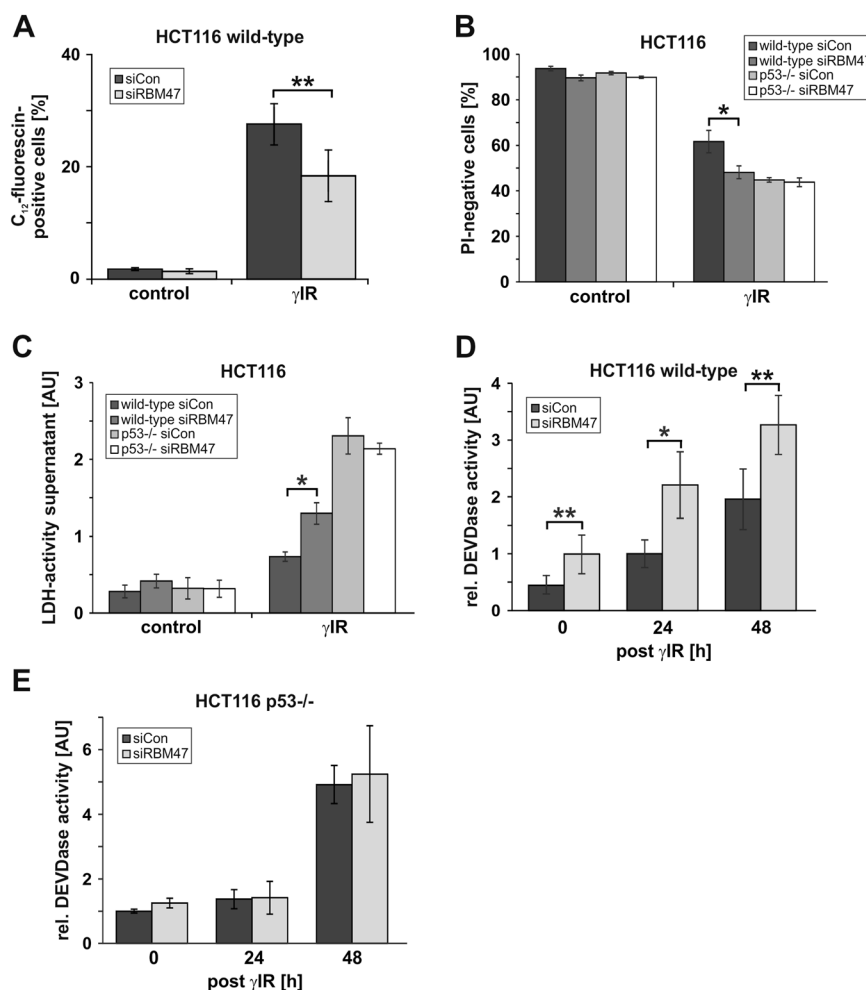 A
HCT116 wild-type
C₁₂-fluorescin-
positive cells [%]
40
20
0
siCon
siRBM47
**
control
γIR
B
HCT116
PI-negative cells [%]
100
80
60
40
20
0
wild-type siCon
wild-type siRBM47
p53-/- siCon
p53-/- siRBM47
*
control
γIR
C
HCT116
LDH-activity supernatant [AU]
3
2
1
0
wild-type siCon
wild-type siRBM47
p53-/- siCon
p53-/- siRBM47
*
control
γIR
D
HCT116 wild-type
rel. DEVDase activity [AU]
4
3
2
1
0
siCon
siRBM47
**
*
**
0
24
48
post γIR [h]
E
HCT116 p53-/-
rel. DEVDase activity [AU]
6
4
2
0
siCon
siRBM47
0
24
48
post γIR [h]